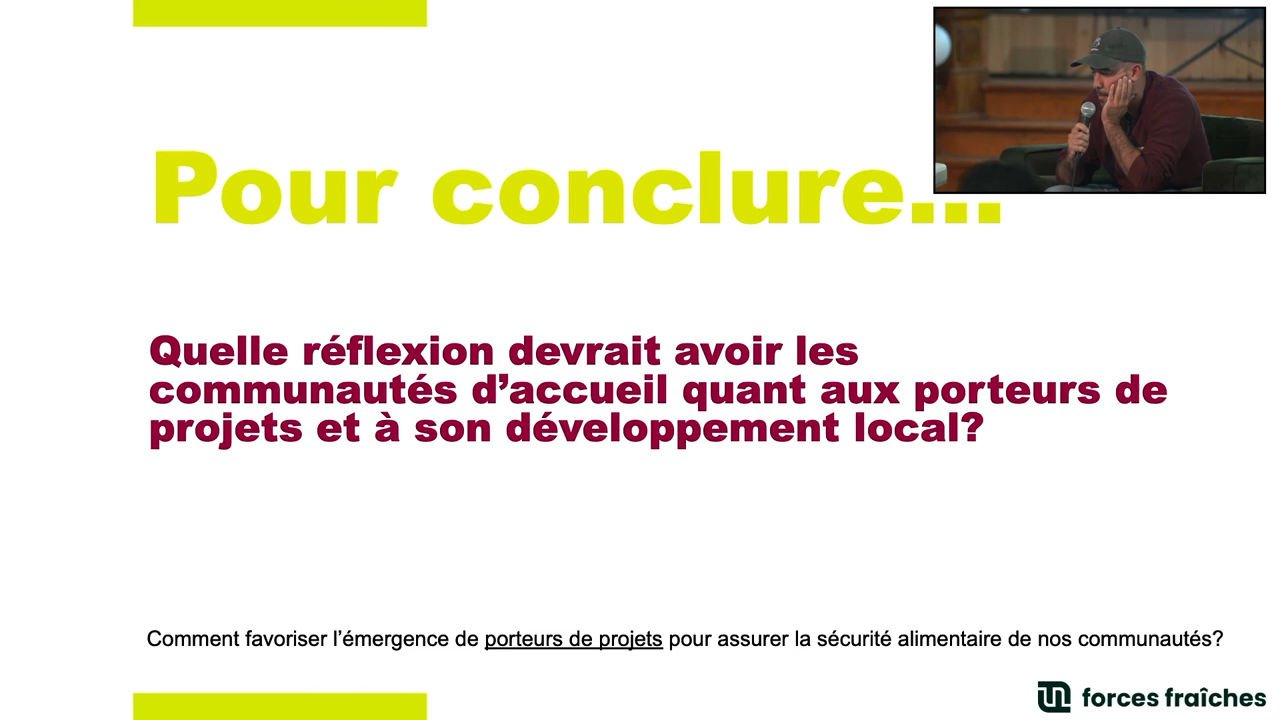 Pour conclure...
Quelle réflexion devrait avoir les
communautés d’accueil quant aux porteurs de
projets et à son développement local?
Comment favoriser l’émergence de porteurs de projets pour assurer la sécurité alimentaire de nos communautés?
forces fraîches